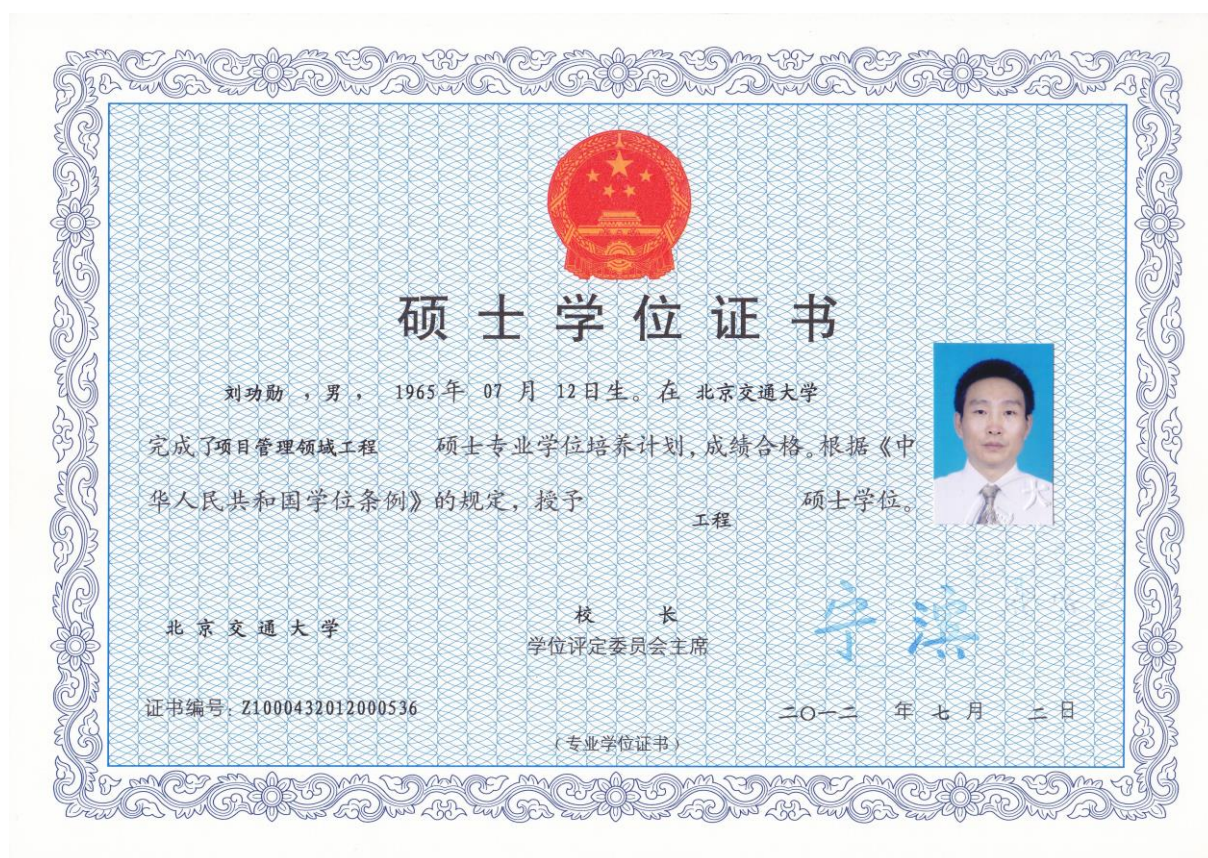 硕士学位证书
刘功勋 ,男, 1965年 07 月 12日生。在 北京交通大学
完成了项目管理领域工程 硕士专业学位培养计划,成绩合格。根据《中
华人民共和国学位条例》的规定,授予 工程 硕士学位。
北京交通大学
校 长
学位评定委员会主席
宁滨
证书编号:Z1000432012000536
二〇一二 年 七 月 二 日
(专业学位证书)